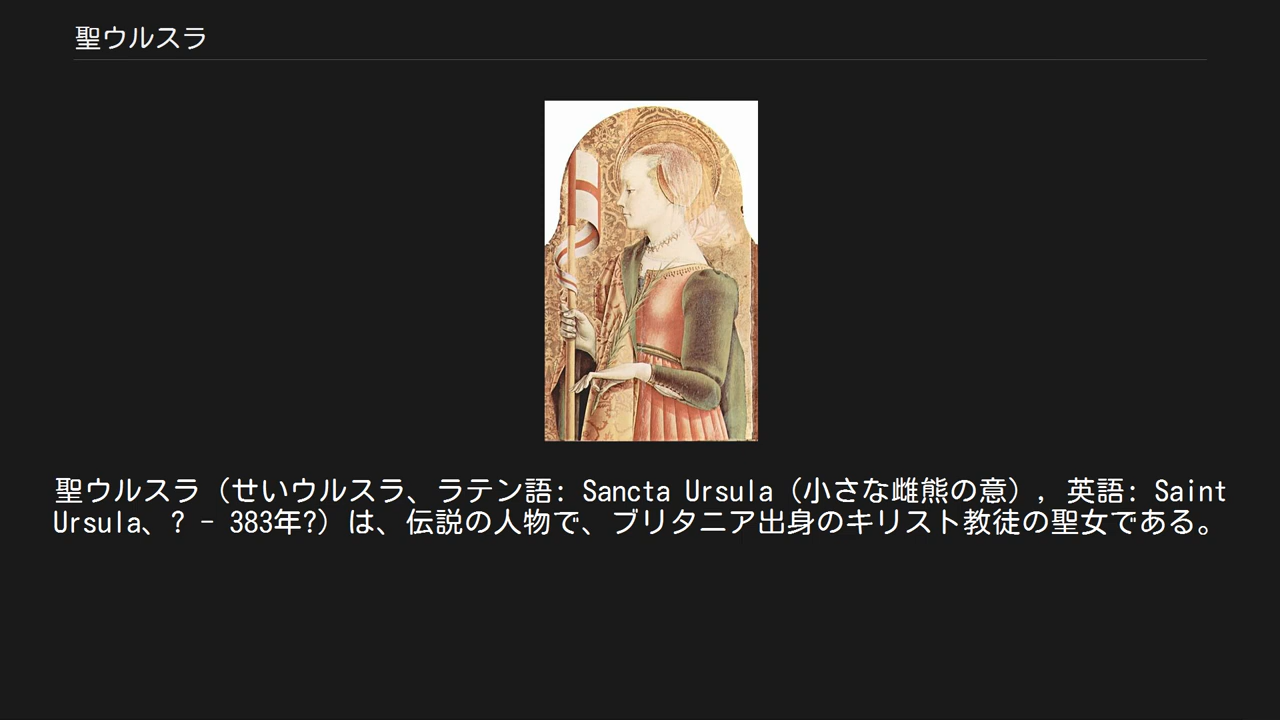 聖ウルスラ
聖ウルスラ（せいウルスラ、ラテン語: Sancta Ursula（小さな雌熊の意）, 英語: Saint
Ursula、? - 383年?）は、伝説の人物で、ブリタニア出身のキリスト教徒の聖女である。